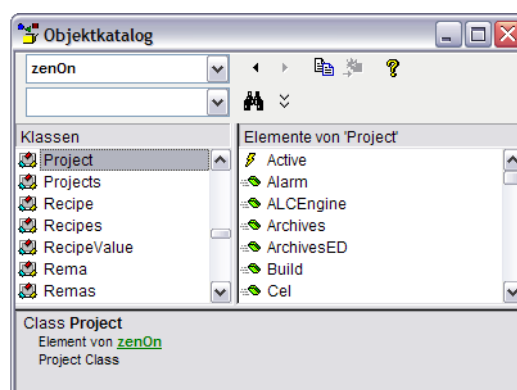 Objektkatalog
zenOn
Klassen
Project
Projects
Recipe
Recipes
RecipeValue
Rema
Remas
Elemente von 'Project'
Active
Alarm
ALCEngine
Archives
ArchivesED
Build
Cel
Class Project
Element von zenOn
Project Class